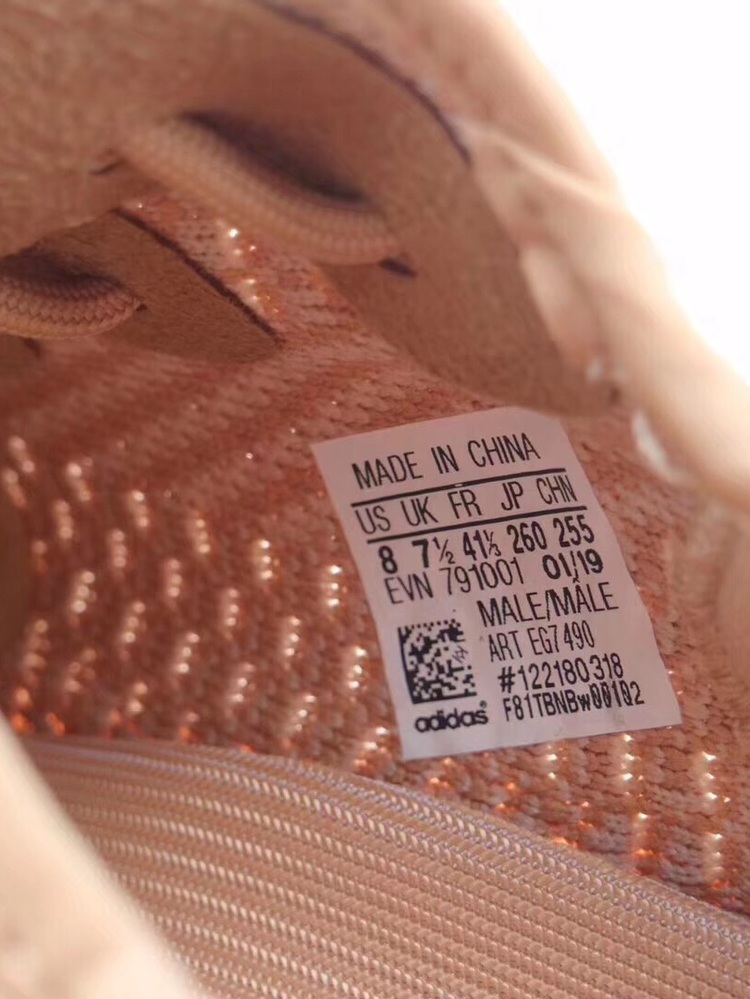 MADE IN CHINA
US UK FR JP CHN
8 7½ 41⅓ 260 255
EVN 791001 01/19
MALE/MÂLE
ART EG7490
#122180318
F81TBNBw00102
adidas®